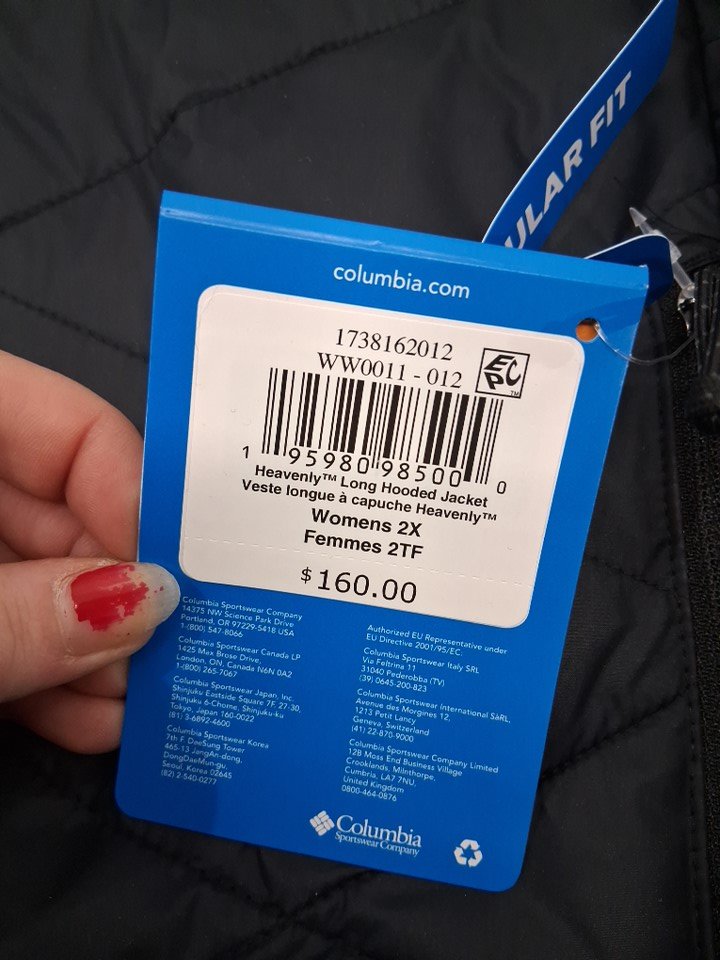 ULAR FIT
columbia.com
1738162012
WW0011 - 012
ECP™
1 95980 98500 0
Heavenly™ Long Hooded Jacket
Veste longue à capuche Heavenly™
Womens 2X
Femmes 2TF
$160.00
Columbia Sportswear Company
14375 NW Science Park Drive
Portland, OR 97229-5418 USA
1-(800) 547-8066
Columbia Sportswear Canada LP
1425 Max Brose Drive,
London, ON, Canada N6N 0A2
1-(800) 265-7067
Columbia Sportswear Japan, Inc.
Shinjuku Eastside Square 7F, 27-30,
Shinjuku 6-Chome, Shinjuku-ku
Tokyo, Japan 160-0022
(81) 3-6892-4600
Columbia Sportswear Korea
7th F. DaeSung Tower
465-13 JangAn-dong,
DongDaeMun-gu,
Seoul, Korea 02645
(82) 2-540-0277
Authorized EU Representative under
EU Directive 2001/95/EC.
Columbia Sportswear Italy SRL
Via Feltrina 11
31040 Pederobba (TV)
(39) 0645-200-823
Columbia Sportswear International SàRL,
Avenue des Morgines 12,
1213 Petit Lancy
Geneva, Switzerland
(41) 22-870-9000
Columbia Sportswear Company Limited
12B Moss End Business Village
Crooklands, Milnthorpe,
Cumbria, LA7 7NU,
United Kingdom
0800-464-0876
Columbia
Sportswear Company